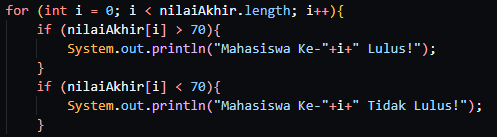 for (int i = 0; i < nilaiAkhir.length; i++){
if (nilaiAkhir[i] > 70){
System.out.println("Mahasiswa Ke-"+i+" Lulus!");
}
if (nilaiAkhir[i] < 70){
System.out.println("Mahasiswa Ke-"+i+" Tidak Lulus!");
}